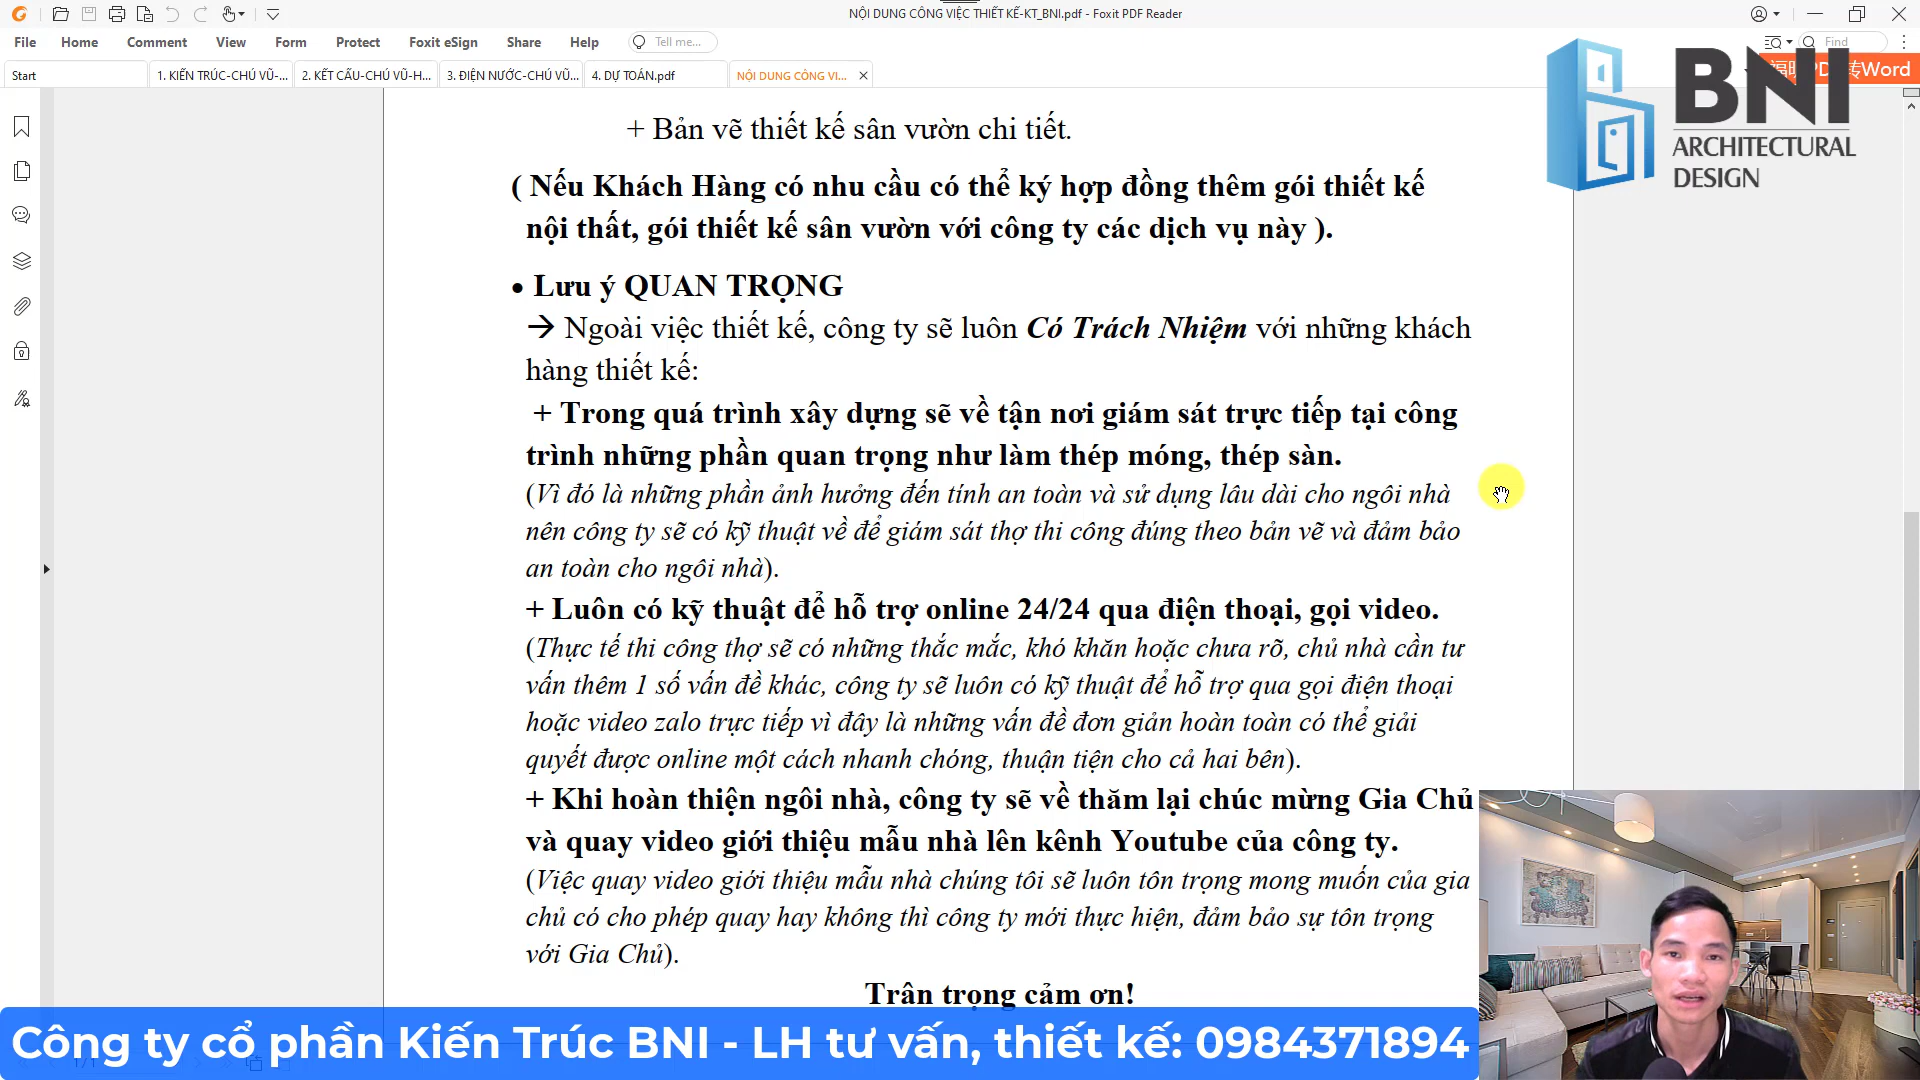 NỘI DUNG CÔNG VIỆC THIẾT KẾ-KT_BNI.pdf - Foxit PDF Reader
File Home Comment View Form Protect Foxit eSign Share Help Tell me... Find
Start 1. KIẾN TRÚC-CHÚ VŨ-... 2. KẾT CẤU-CHÚ VŨ-H... 3. ĐIỆN NƯỚC-CHÚ VŨ... 4. DỰ TOÁN.pdf NỘI DUNG CÔNG VI...
转Word
BNI
ARCHITECTURAL
DESIGN
+ Bản vẽ thiết kế sân vườn chi tiết.
( Nếu Khách Hàng có nhu cầu có thể ký hợp đồng thêm gói thiết kế
nội thất, gói thiết kế sân vườn với công ty các dịch vụ này ).
• Lưu ý QUAN TRỌNG
→ Ngoài việc thiết kế, công ty sẽ luôn Có Trách Nhiệm với những khách
hàng thiết kế:
+ Trong quá trình xây dựng sẽ về tận nơi giám sát trực tiếp tại công
trình những phần quan trọng như làm thép móng, thép sàn.
(Vì đó là những phần ảnh hưởng đến tính an toàn và sử dụng lâu dài cho ngôi nhà
nên công ty sẽ có kỹ thuật về để giám sát thợ thi công đúng theo bản vẽ và đảm bảo
an toàn cho ngôi nhà).
+ Luôn có kỹ thuật để hỗ trợ online 24/24 qua điện thoại, gọi video.
(Thực tế thi công thợ sẽ có những thắc mắc, khó khăn hoặc chưa rõ, chủ nhà cần tư
vấn thêm 1 số vấn đề khác, công ty sẽ luôn có kỹ thuật để hỗ trợ qua gọi điện thoại
hoặc video zalo trực tiếp vì đây là những vấn đề đơn giản hoàn toàn có thể giải
quyết được online một cách nhanh chóng, thuận tiện cho cả hai bên).
+ Khi hoàn thiện ngôi nhà, công ty sẽ về thăm lại chúc mừng Gia Chủ
và quay video giới thiệu mẫu nhà lên kênh Youtube của công ty.
(Việc quay video giới thiệu mẫu nhà chúng tôi sẽ luôn tôn trọng mong muốn của gia
chủ có cho phép quay hay không thì công ty mới thực hiện, đảm bảo sự tôn trọng
với Gia Chủ).
Trân trọng cảm ơn!
Công ty cổ phần Kiến Trúc BNI - LH tư vấn, thiết kế: 0984371894